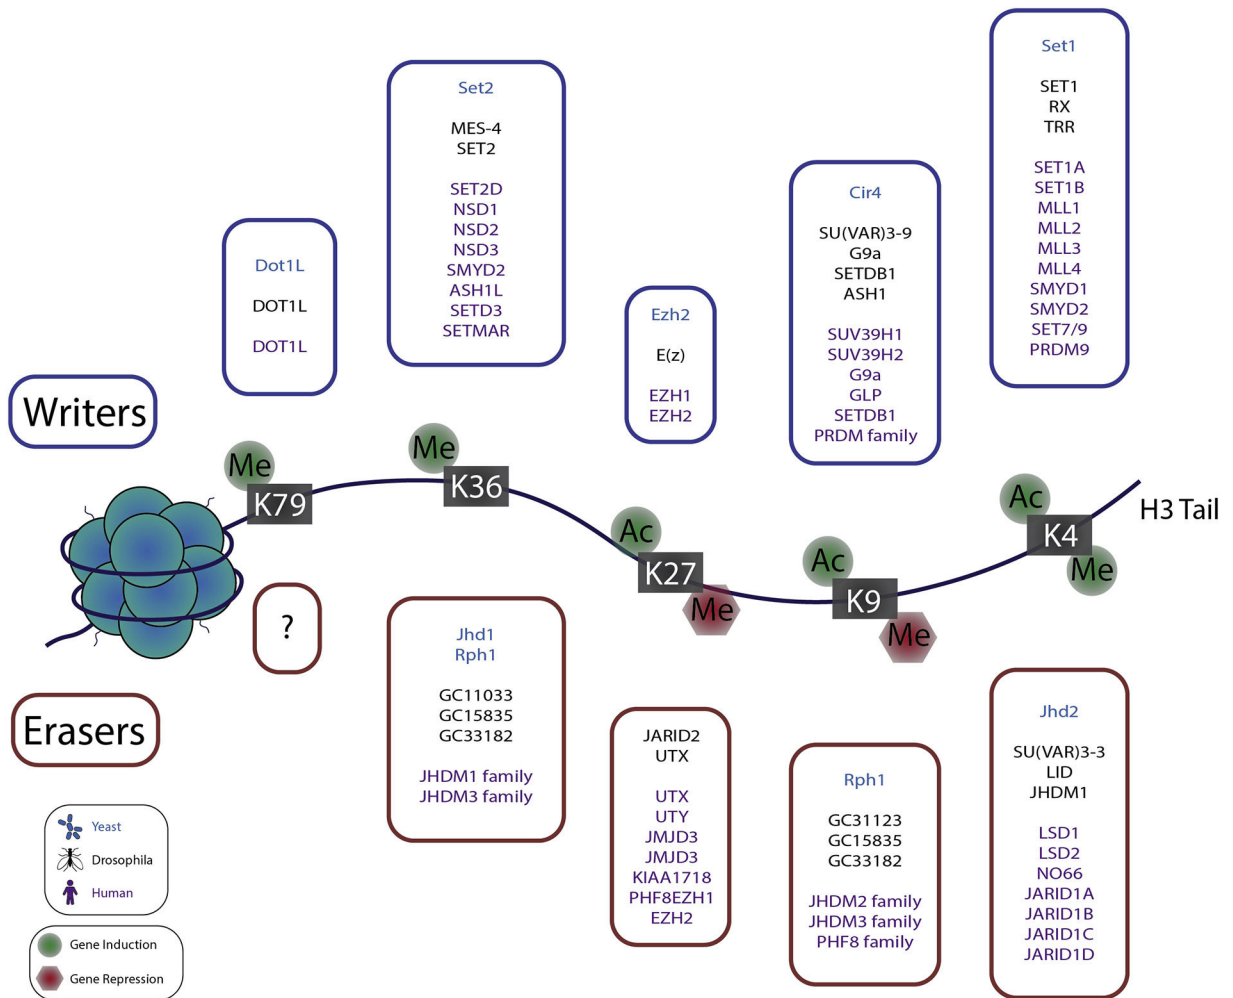 Set1
SET1
RX
TRR
SET1A
SET1B
MLL1
MLL2
MLL3
MLL4
SMYD1
SMYD2
SET7/9
PRDM9
Set2
MES-4
SET2
SET2D
NSD1
NSD2
NSD3
SMYD2
ASH1L
SETD3
SETMAR
Cir4
SU(VAR)3-9
G9a
SETDB1
ASH1
SUV39H1
SUV39H2
G9a
GLP
SETDB1
PRDM family
Dot1L
DOT1L
DOT1L
Ezh2
E(z)
EZH1
EZH2
Writers
Me
K79
Me
K36
Ac
K27
Me
Ac
K9
Me
Ac
K4
Me
H3 Tail
?
Erasers
Jhd1
Rph1
GC11033
GC15835
GC33182
JHDM1 family
JHDM3 family
JARID2
UTX
UTX
UTY
JMJD3
JMJD3
KIAA1718
PHF8EZH1
EZH2
Rph1
GC31123
GC15835
GC33182
JHDM2 family
JHDM3 family
PHF8 family
Jhd2
SU(VAR)3-3
LID
JHDM1
LSD1
LSD2
NO66
JARID1A
JARID1B
JARID1C
JARID1D
Yeast
Drosophila
Human
Gene Induction
Gene Repression